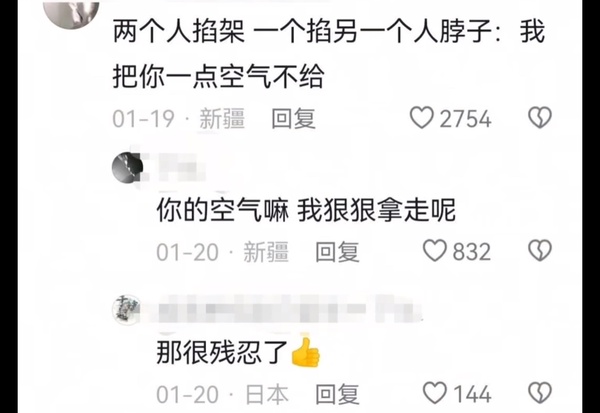 两个人掐架 一个掐另一个人脖子：我
把你一点空气不给
01-19 · 新疆 回复 2754
你的空气嘛 我狠狠拿走呢
01-20 · 新疆 回复 832
那很残忍了👍
01-20 · 日本 回复 144